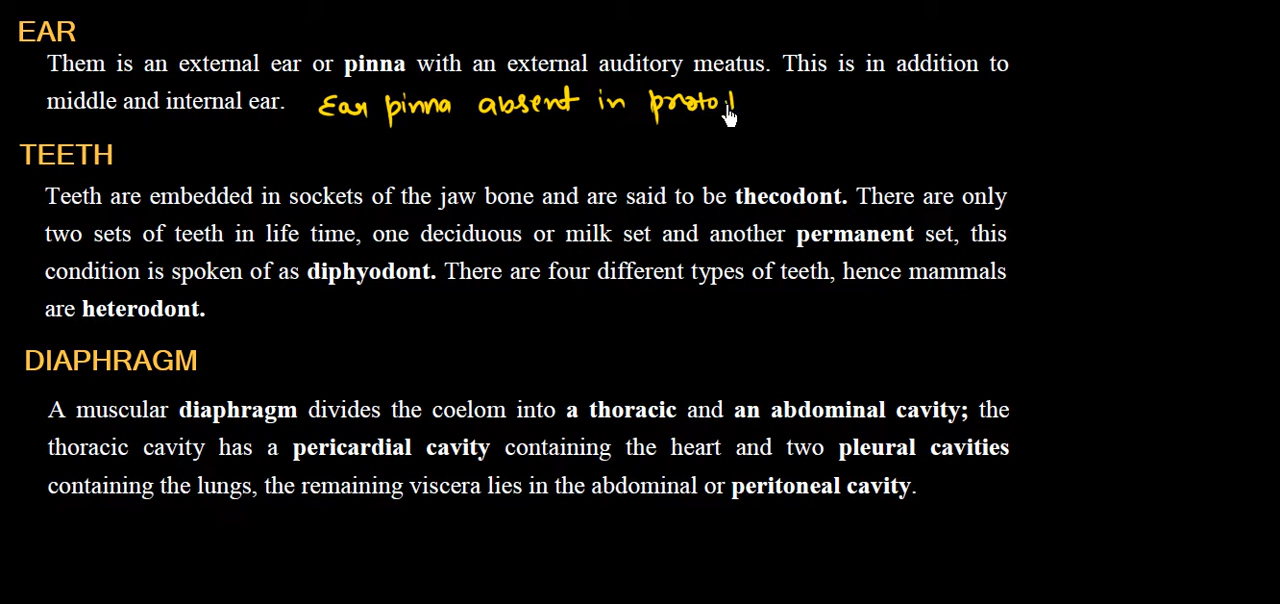 EAR
Them is an external ear or pinna with an external auditory meatus. This is in addition to
middle and internal ear. Ear pinna absent in proto
TEETH
Teeth are embedded in sockets of the jaw bone and are said to be thecodont. There are only
two sets of teeth in life time, one deciduous or milk set and another permanent set, this
condition is spoken of as diphyodont. There are four different types of teeth, hence mammals
are heterodont.
DIAPHRAGM
A muscular diaphragm divides the coelom into a thoracic and an abdominal cavity; the
thoracic cavity has a pericardial cavity containing the heart and two pleural cavities
containing the lungs, the remaining viscera lies in the abdominal or peritoneal cavity.